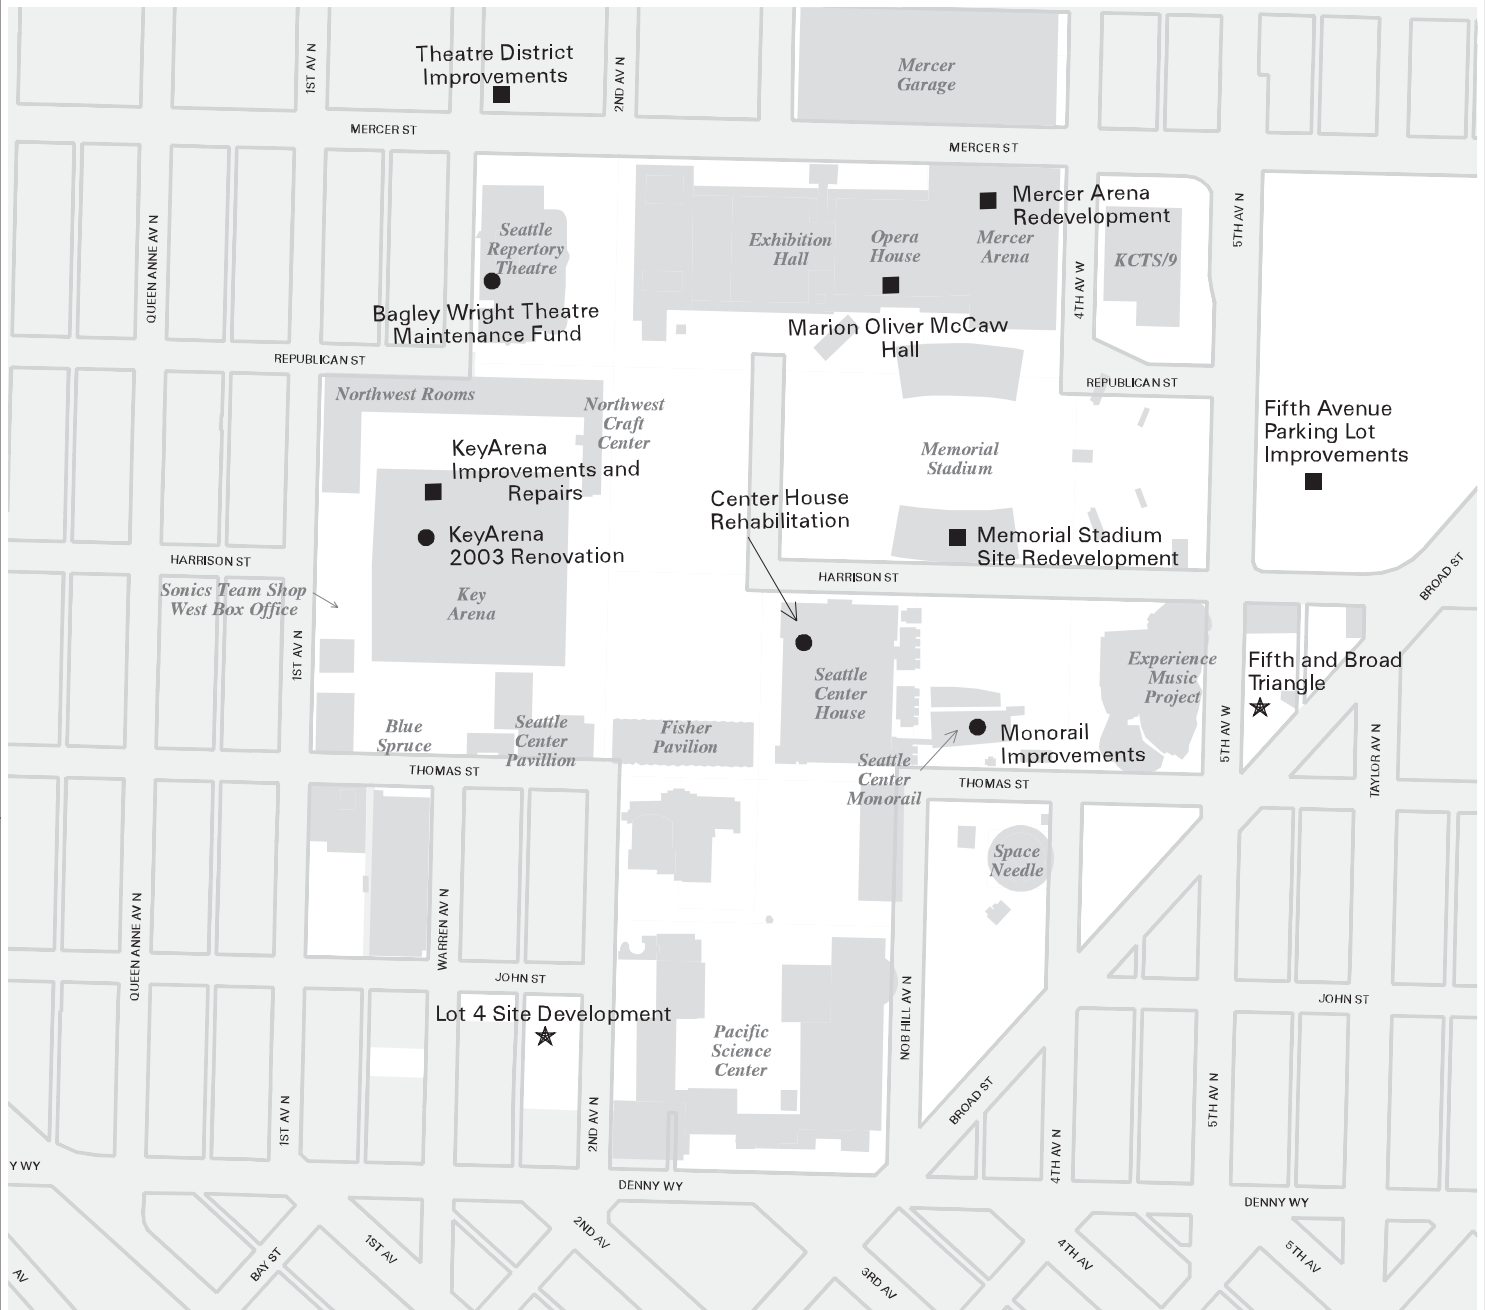 Theatre District
Improvements
1ST AV N
2ND AV N
Mercer
Garage
MERCER ST
MERCER ST
QUEEN ANNE AV N
Seattle
Repertory
Theatre
Bagley Wright Theatre
Maintenance Fund
Exhibition
Hall
Opera
House
Mercer
Arena
Mercer Arena
Redevelopment
KCTS/9
5TH AV N
4TH AV W
Marion Oliver McCaw
Hall
REPUBLICAN ST
REPUBLICAN ST
Northwest Rooms
Northwest
Craft
Center
KeyArena
Improvements and
Repairs
KeyArena
2003 Renovation
Key
Arena
Memorial
Stadium
Fifth Avenue
Parking Lot
Improvements
Center House
Rehabilitation
Memorial Stadium
Site Redevelopment
HARRISON ST
HARRISON ST
BROAD ST
Sonics Team Shop
West Box Office
1ST AV N
Seattle
Center
House
Experience
Music
Project
Fifth and Broad
Triangle
Blue
Spruce
Seattle
Center
Pavillion
Fisher
Pavilion
Monorail
Improvements
Seattle
Center
Monorail
5TH AV W
TAYLOR AV N
THOMAS ST
THOMAS ST
Space
Needle
QUEEN ANNE AV N
WARREN AV N
JOHN ST
JOHN ST
Lot 4 Site Development
Pacific
Science
Center
NOB HILL AV N
BROAD ST
1ST AV N
2ND AV N
4TH AV N
5TH AV N
Y WY
DENNY WY
DENNY WY
AV
BAY ST
1ST AV
2ND AV
3RD AV
4TH AV
5TH AV